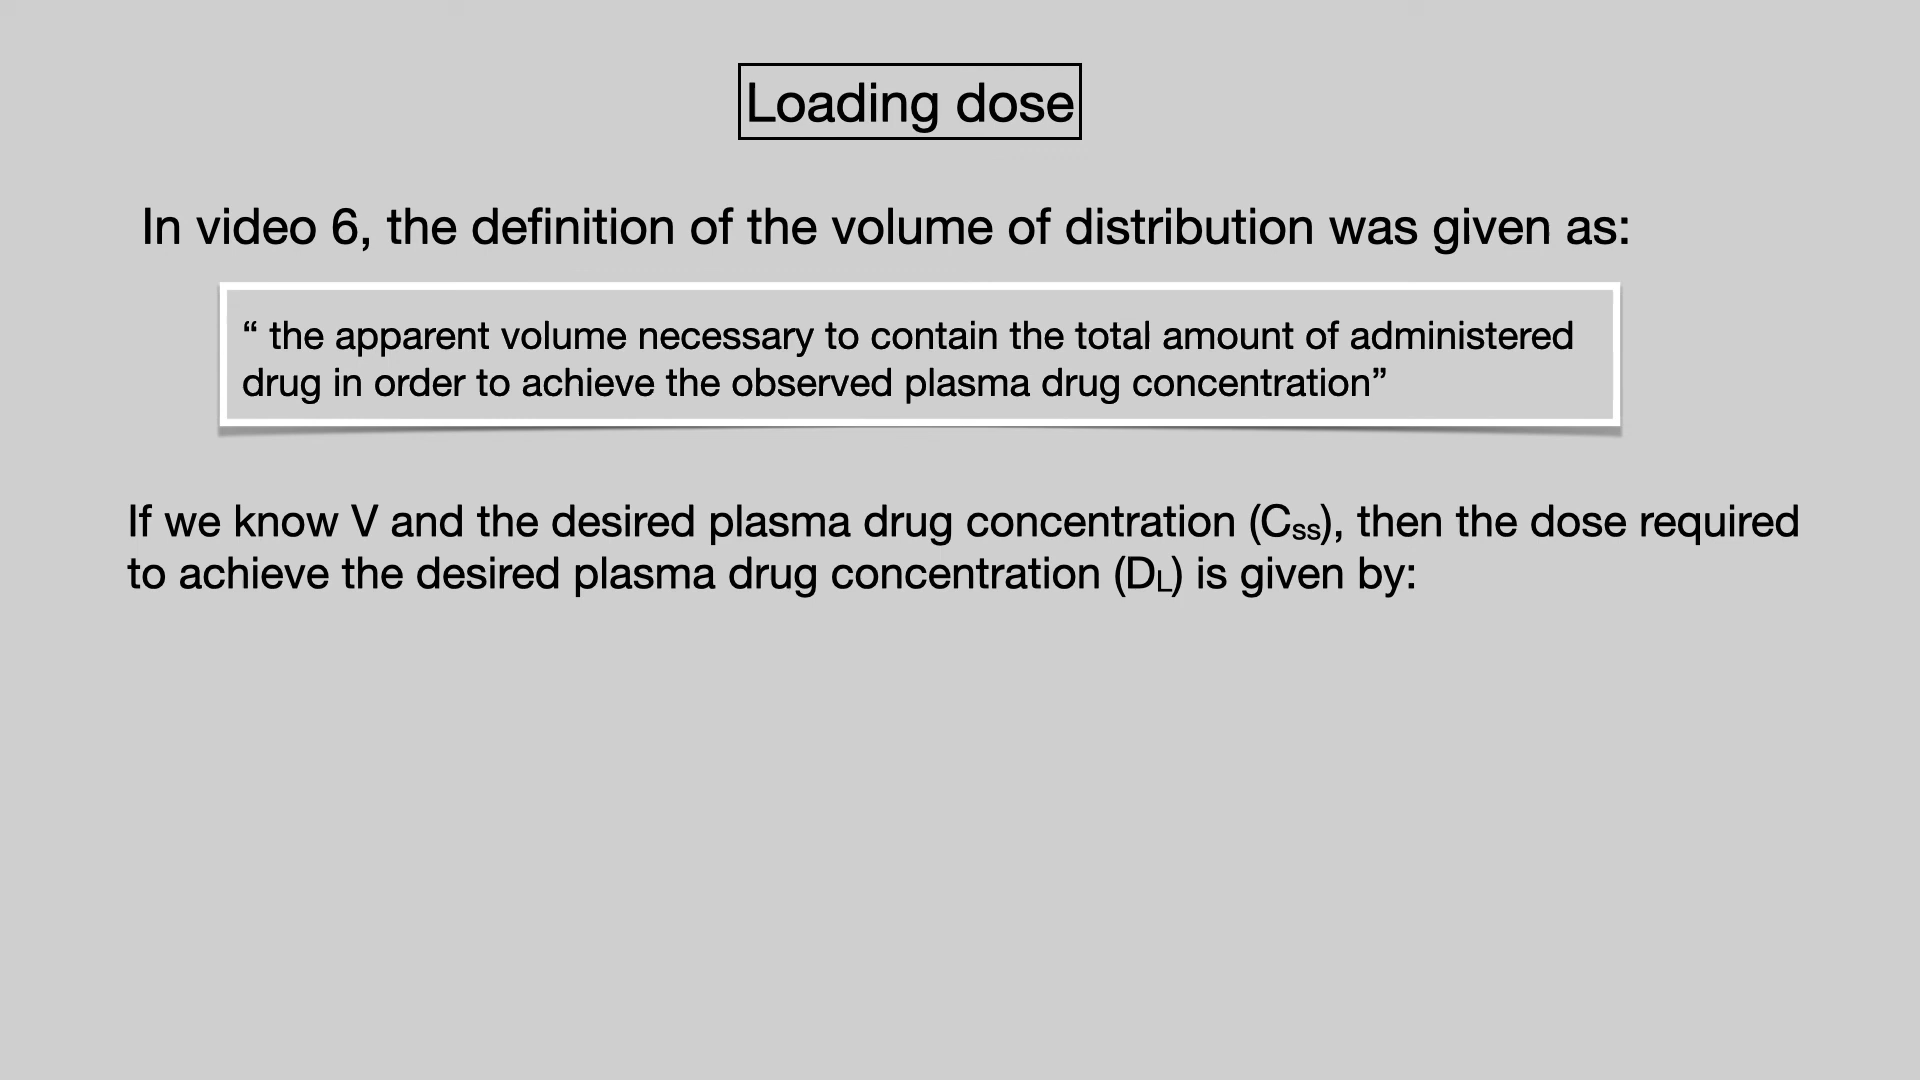 Loading dose
In video 6, the definition of the volume of distribution was given as:
“ the apparent volume necessary to contain the total amount of administered
drug in order to achieve the observed plasma drug concentration”
If we know V and the desired plasma drug concentration (Css), then the dose required
to achieve the desired plasma drug concentration (DL) is given by: